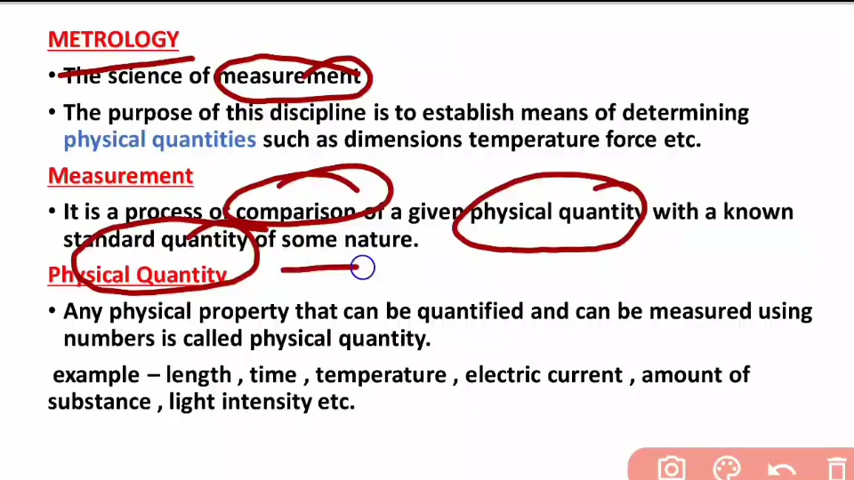 METROLOGY
• The science of measurement
• The purpose of this discipline is to establish means of determining
physical quantities such as dimensions temperature force etc.
Measurement
• It is a process of comparison of a given physical quantity with a known
standard quantity of some nature.
Physical Quantity
• Any physical property that can be quantified and can be measured using
numbers is called physical quantity.
example – length , time , temperature , electric current , amount of
substance , light intensity etc.